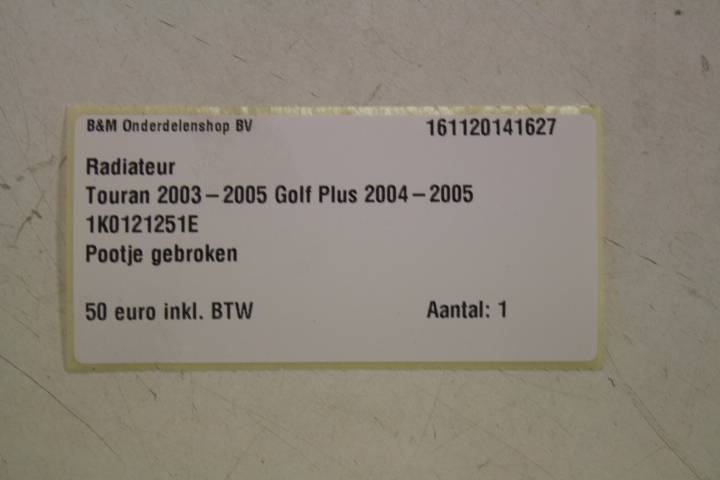 B&M Onderdelenshop BV 161120141627
Radiateur
Touran 2003-2005 Golf Plus 2004-2005
1K0121251E
Pootje gebroken
50 euro inkl. BTW Aantal: 1